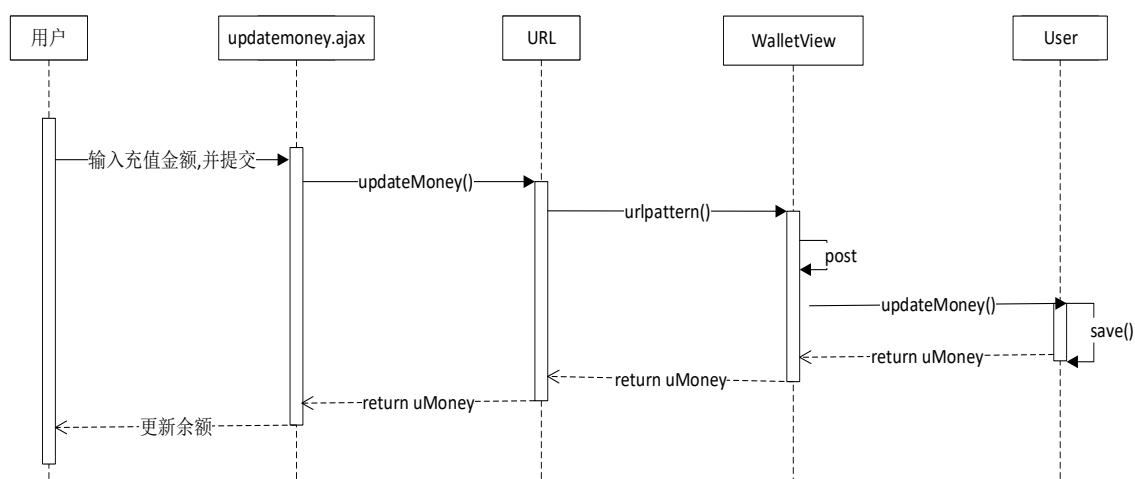 用户
updatemoney.ajax
URL
WalletView
User
输入充值金额,并提交
updateMoney()
urlpattern()
post
updateMoney()
save()
return uMoney
return uMoney
return uMoney
更新余额